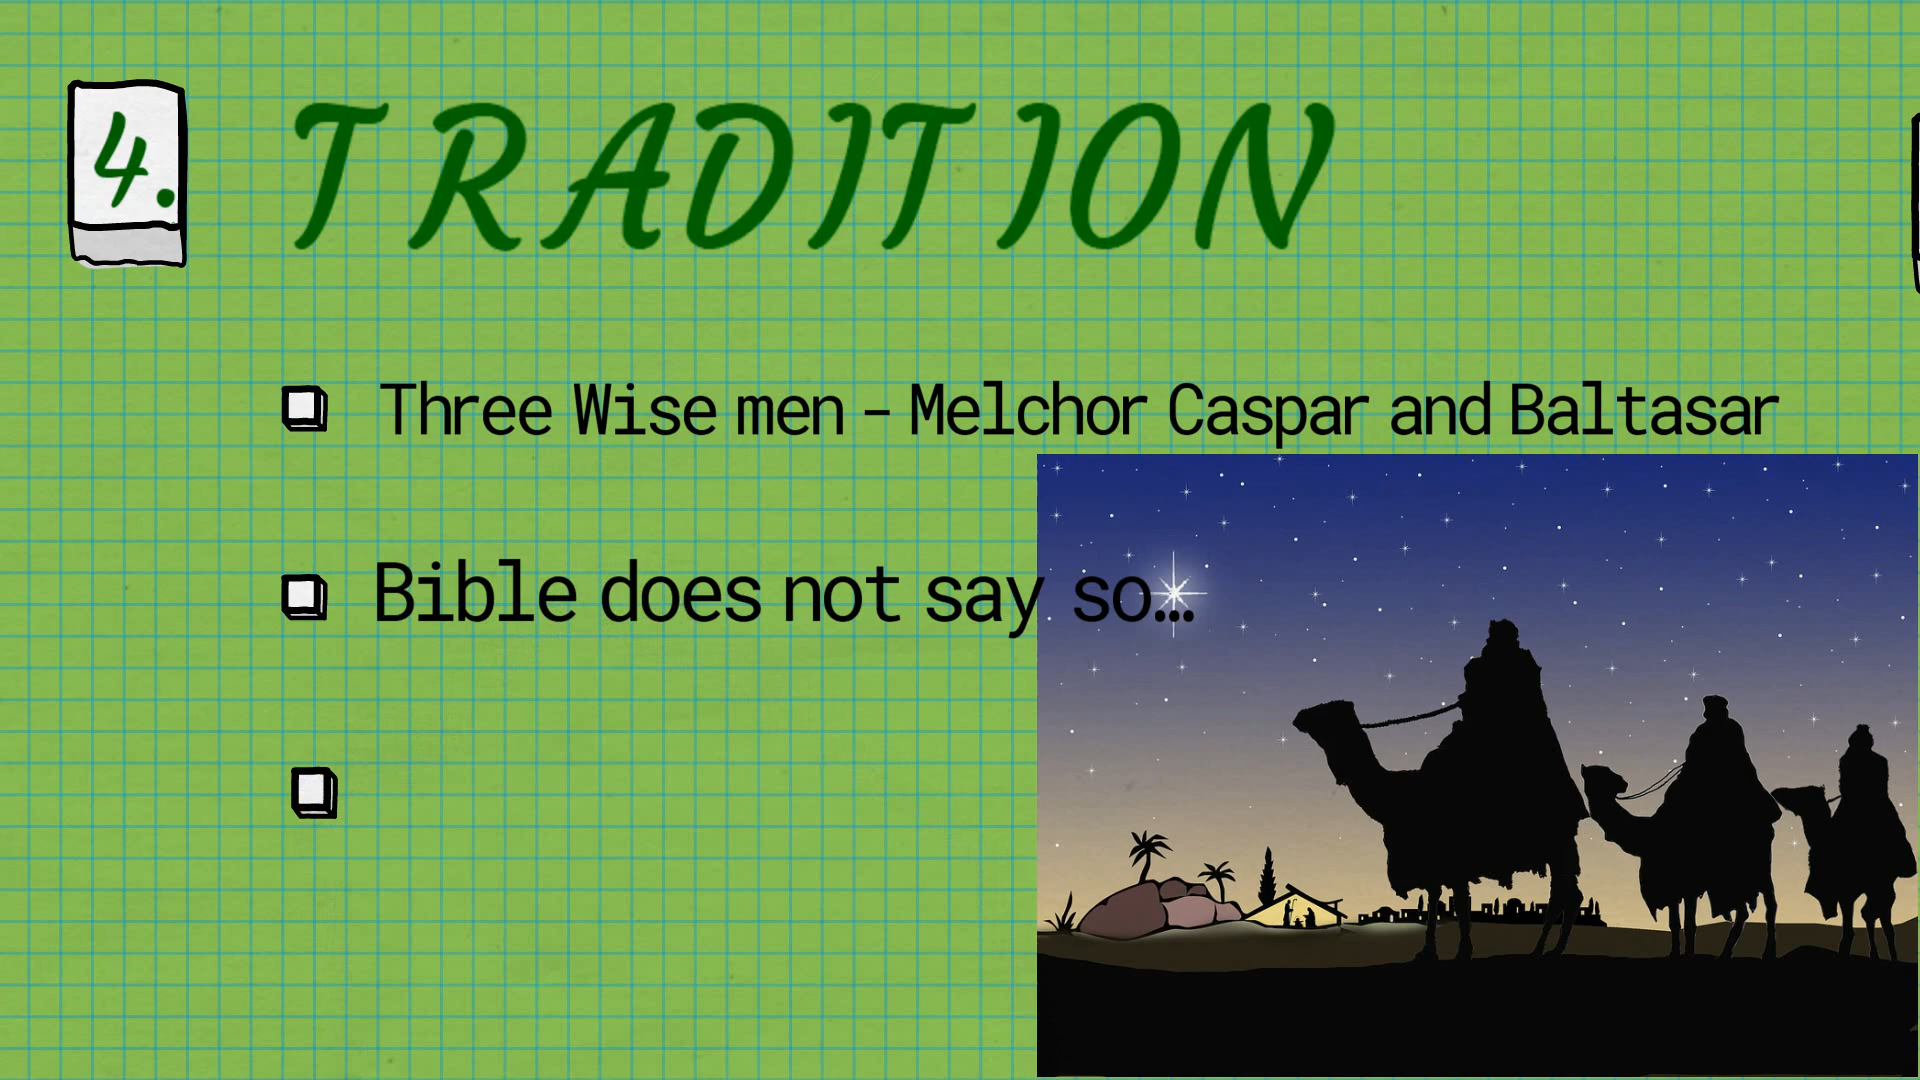 4.
TRADITION
Three Wise men - Melchor Caspar and Baltasar
Bible does not say so...